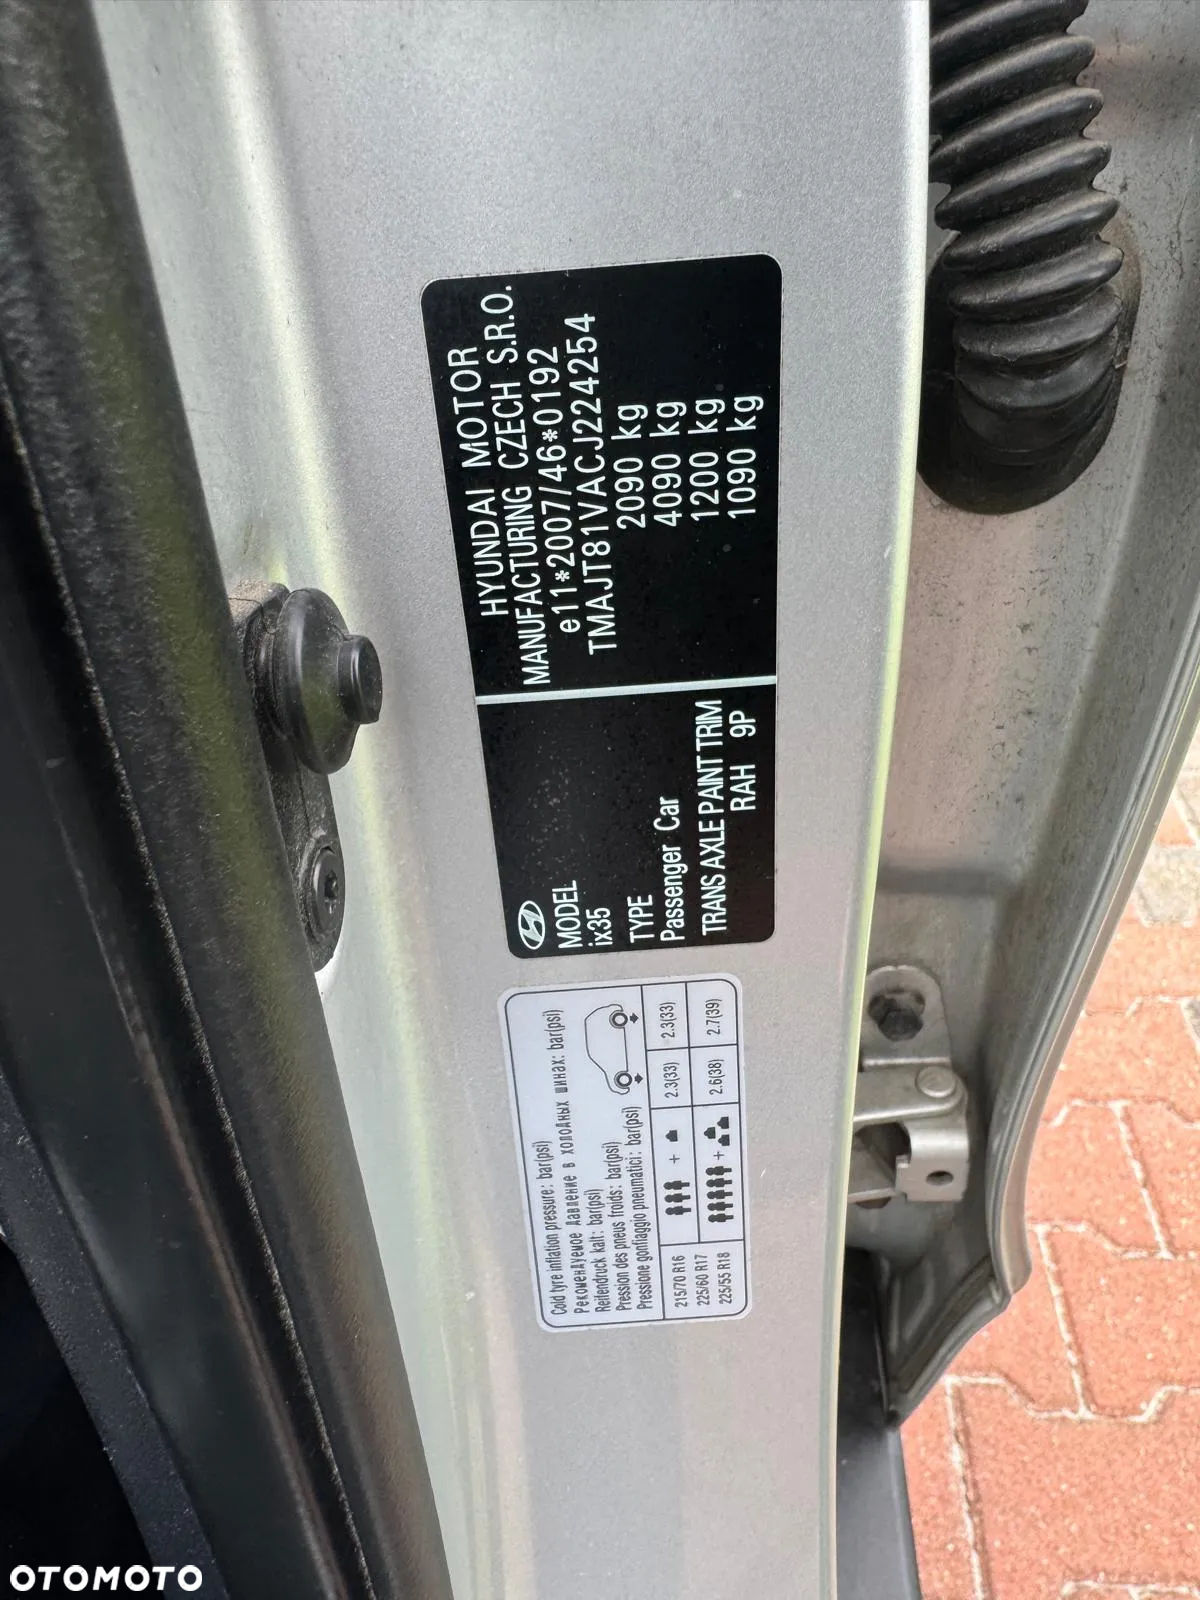 HYUNDAI MOTOR
MANUFACTURING CZECH S.R.O.
e11*2007/46*0192
TMAJT81VACJ224254
2090 kg
4090 kg
1200 kg
1090 kg
MODEL
ix35
TYPE
Passenger Car
TRANS AXLE PAINT TRIM
RAH 9P
Cold tyre inflation pressure: bar(psi)
Рекомендуемое давление в холодных шинах: bar(psi)
Reifendruck kalt: bar(psi)
Pression des pneus froids: bar(psi)
Pressione gonfiaggio pneumatici: bar(psi)
215/70 R16
225/60 R17
225/55 R18
+ 2.3(33) 2.3(33)
+ 2.6(38) 2.7(39)
OTOMOTO